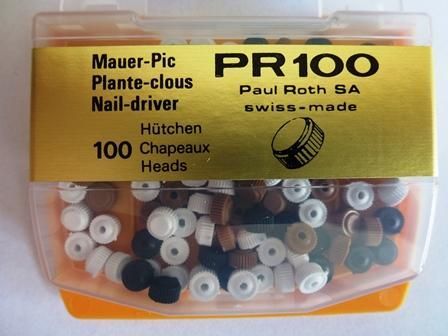 Mauer-Pic
Plante-clous
Nail-driver
PR100
Paul Roth SA
swiss-made
100
Hütchen
Chapeaux
Heads